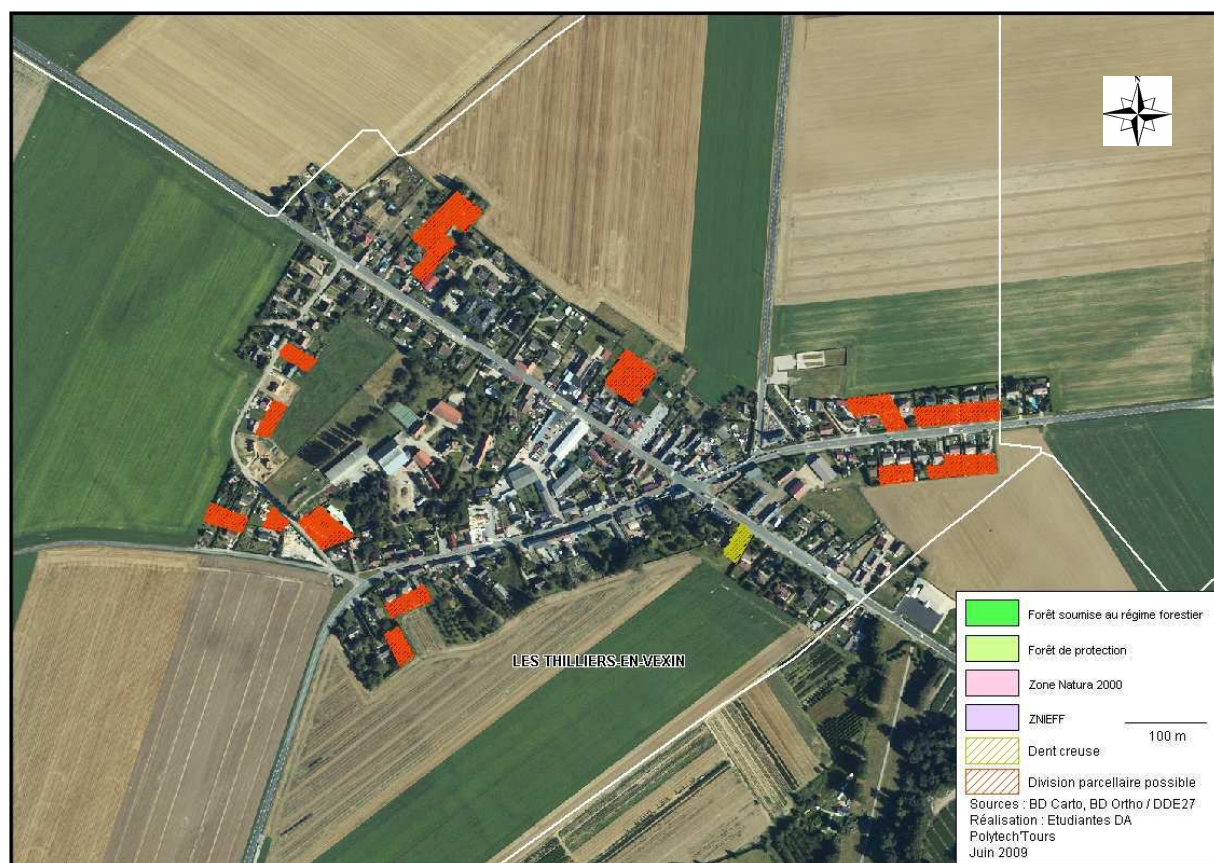 N
LES THILLIERS-EN-VEXIN
Forêt soumise au régime forestier
Forêt de protection
Zone Natura 2000
ZNIEFF
100 m
Dent creuse
Division parcellaire possible
Sources : BD Carto, BD Ortho / DDE27
Réalisation : Etudiantes DA
Polytech'Tours
Juin 2009